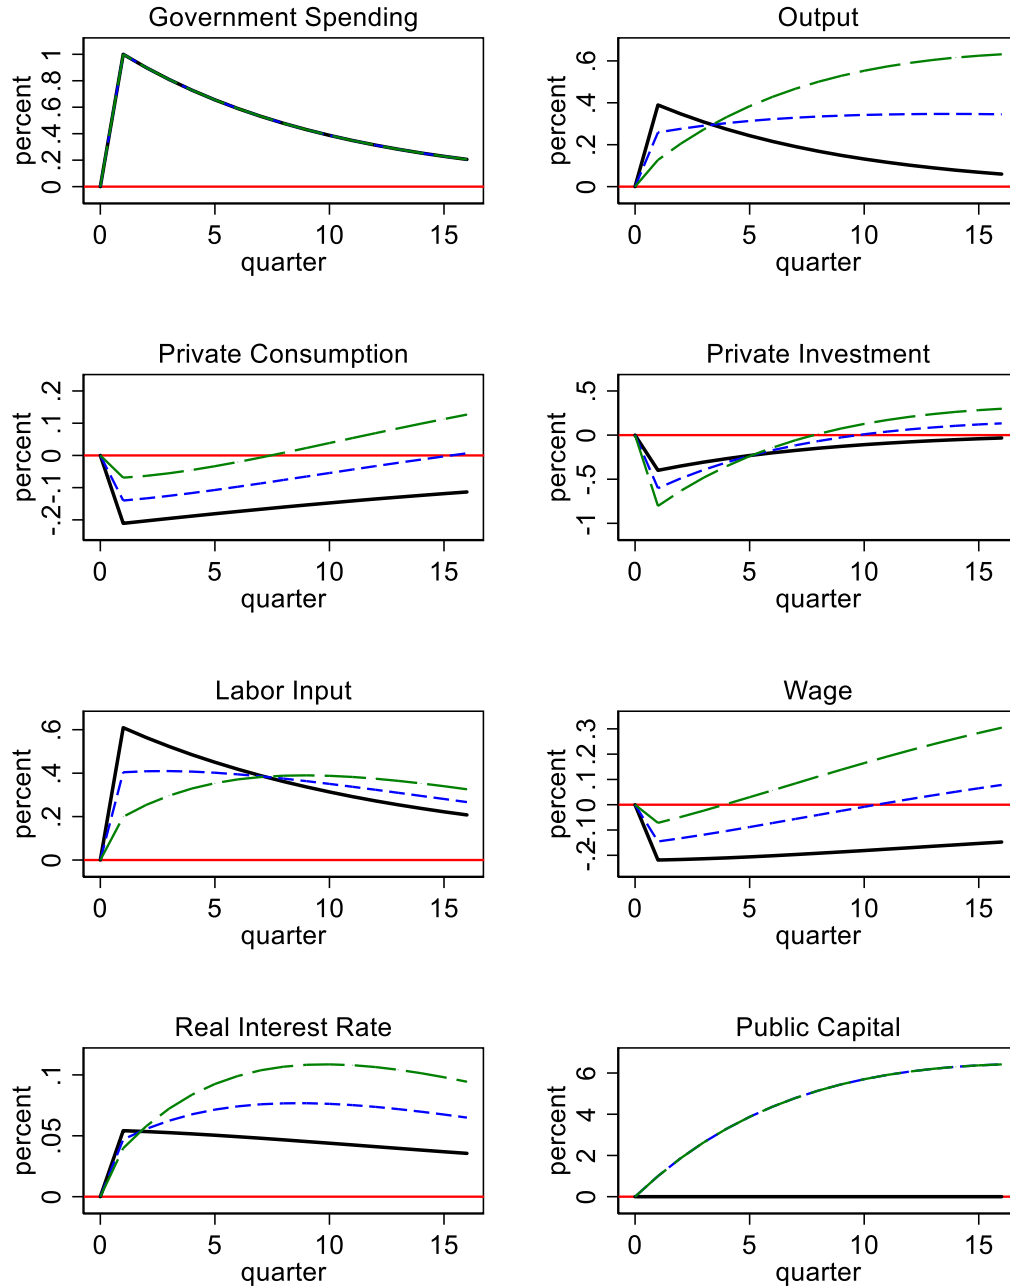 Government Spending
percent
0 .2 .4 .6 .8 1
0 5 10 15
quarter
Output
percent
0 .2 .4 .6
0 5 10 15
quarter
Private Consumption
percent
-.2 -.1 0 .1 .2
0 5 10 15
quarter
Private Investment
percent
-1 -.5 0 .5
0 5 10 15
quarter
Labor Input
percent
0 .2 .4 .6
0 5 10 15
quarter
Wage
percent
-.2 -.1 0 .1 .2 .3
0 5 10 15
quarter
Real Interest Rate
percent
0 .05 .1
0 5 10 15
quarter
Public Capital
percent
0 2 4 6
0 5 10 15
quarter